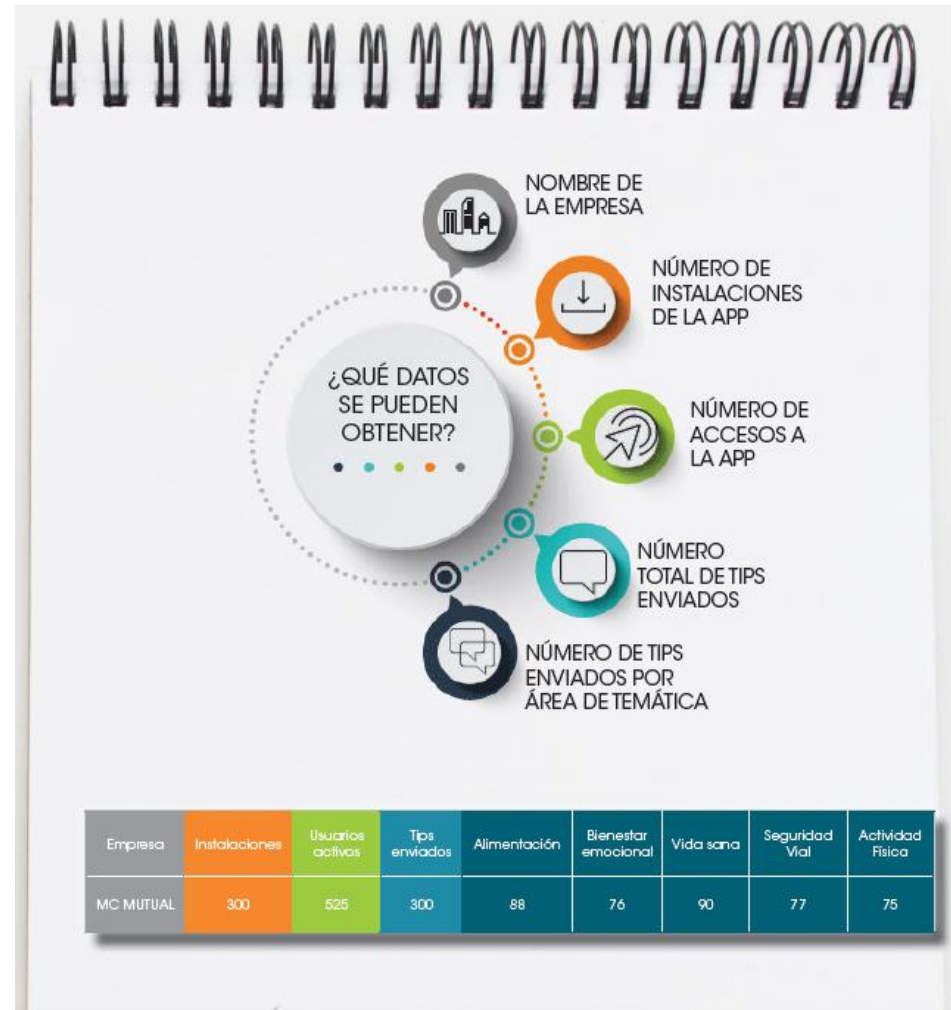 NOMBRE DE
LA EMPRESA
NÚMERO DE
INSTALACIONES
DE LA APP
¿QUÉ DATOS
SE PUEDEN
OBTENER?
NÚMERO DE
ACCESOS A
LA APP
NÚMERO
TOTAL DE TIPS
ENVIADOS
NÚMERO DE TIPS
ENVIADOS POR
ÁREA DE TEMÁTICA
Empresa Instalaciones Usuarios activos Tips enviados Alimentación Bienestar emocional Vida sana Seguridad Vial Actividad Física
MC MUTUAL 300 525 300 88 76 90 77 75